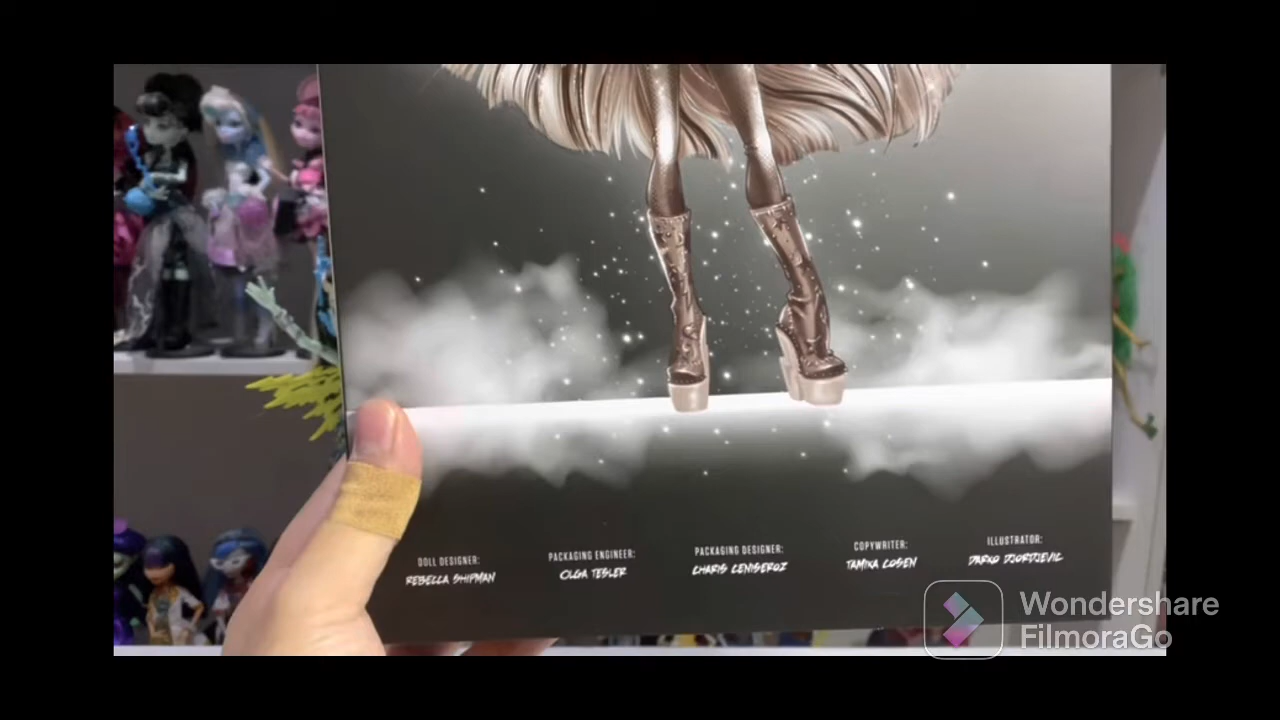 DOLL DESIGNER:
REBECCA SHIPMAN
PACKAGING ENGINEER:
OLGA TESLER
PACKAGING DESIGNER:
CHARIS CENISEROZ
COPYWRITER:
TAMIKA COSEN
ILLUSTRATOR:
DARKO DJORDJEVIC
Wondershare
FilmoraGo